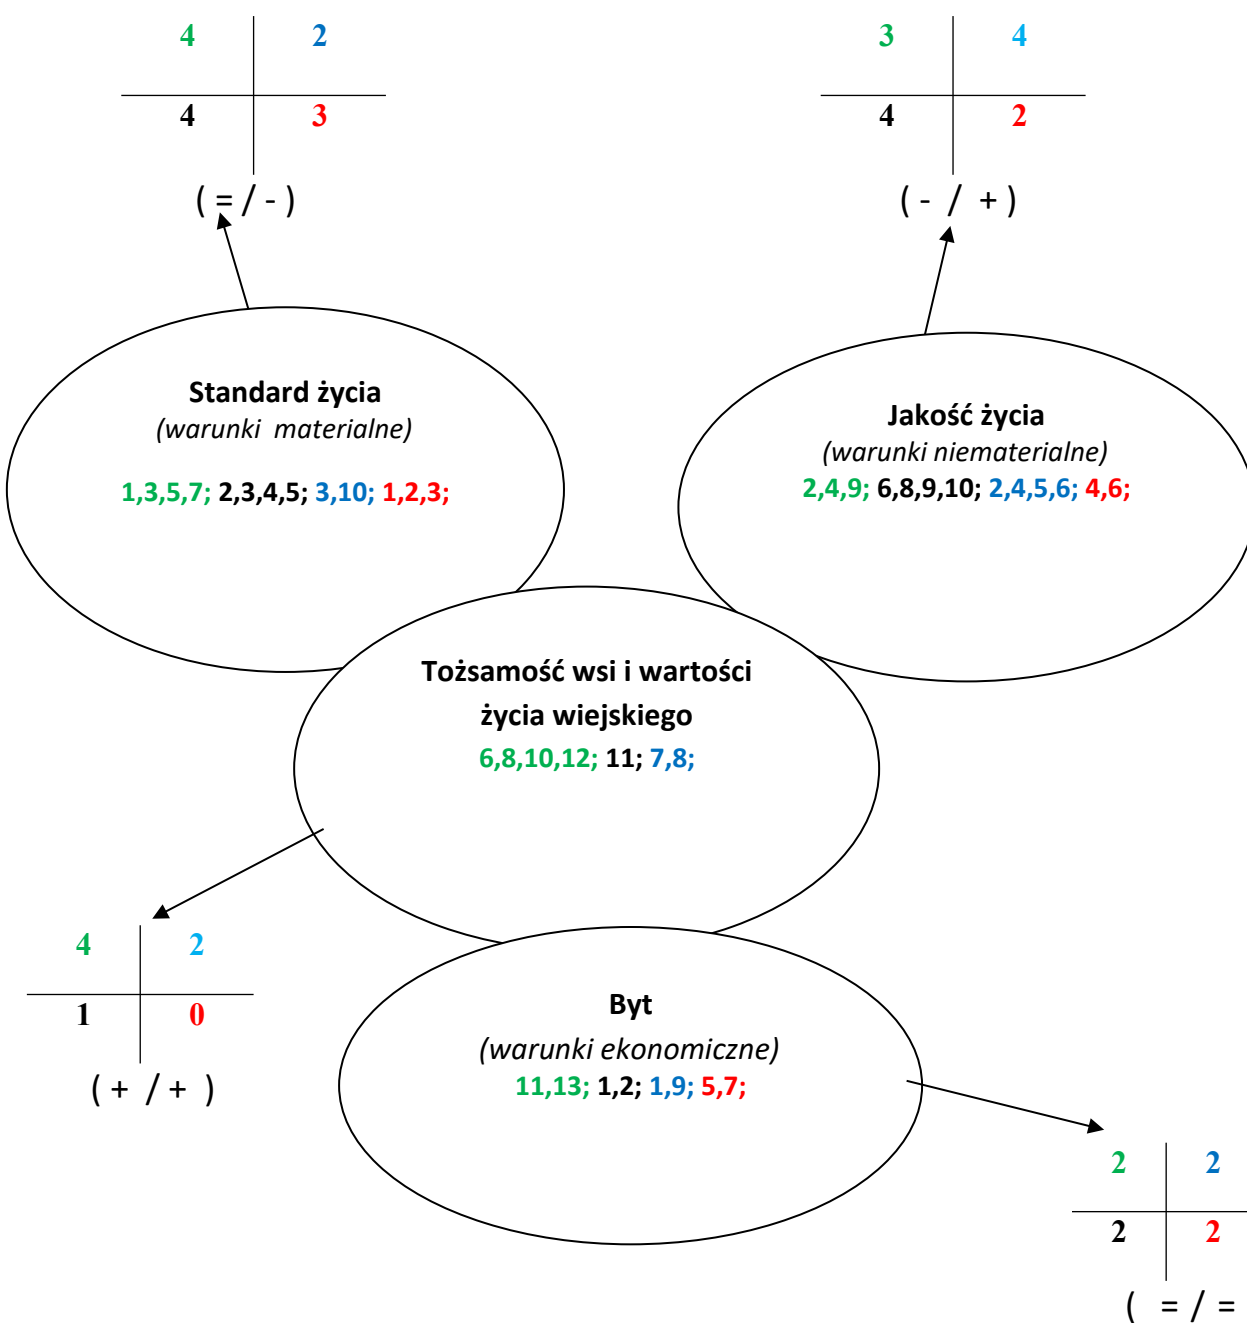 4 2
4 3
( = / - )
3 4
4 2
( - / + )
Standard życia
(warunki materialne)
1,3,5,7; 2,3,4,5; 3,10; 1,2,3;
Jakość życia
(warunki niematerialne)
2,4,9; 6,8,9,10; 2,4,5,6; 4,6;
Tożsamość wsi i wartości
życia wiejskiego
6,8,10,12; 11; 7,8;
4 2
1 0
( + / + )
Byt
(warunki ekonomiczne)
11,13; 1,2; 1,9; 5,7;
2 2
2 2
( = / =